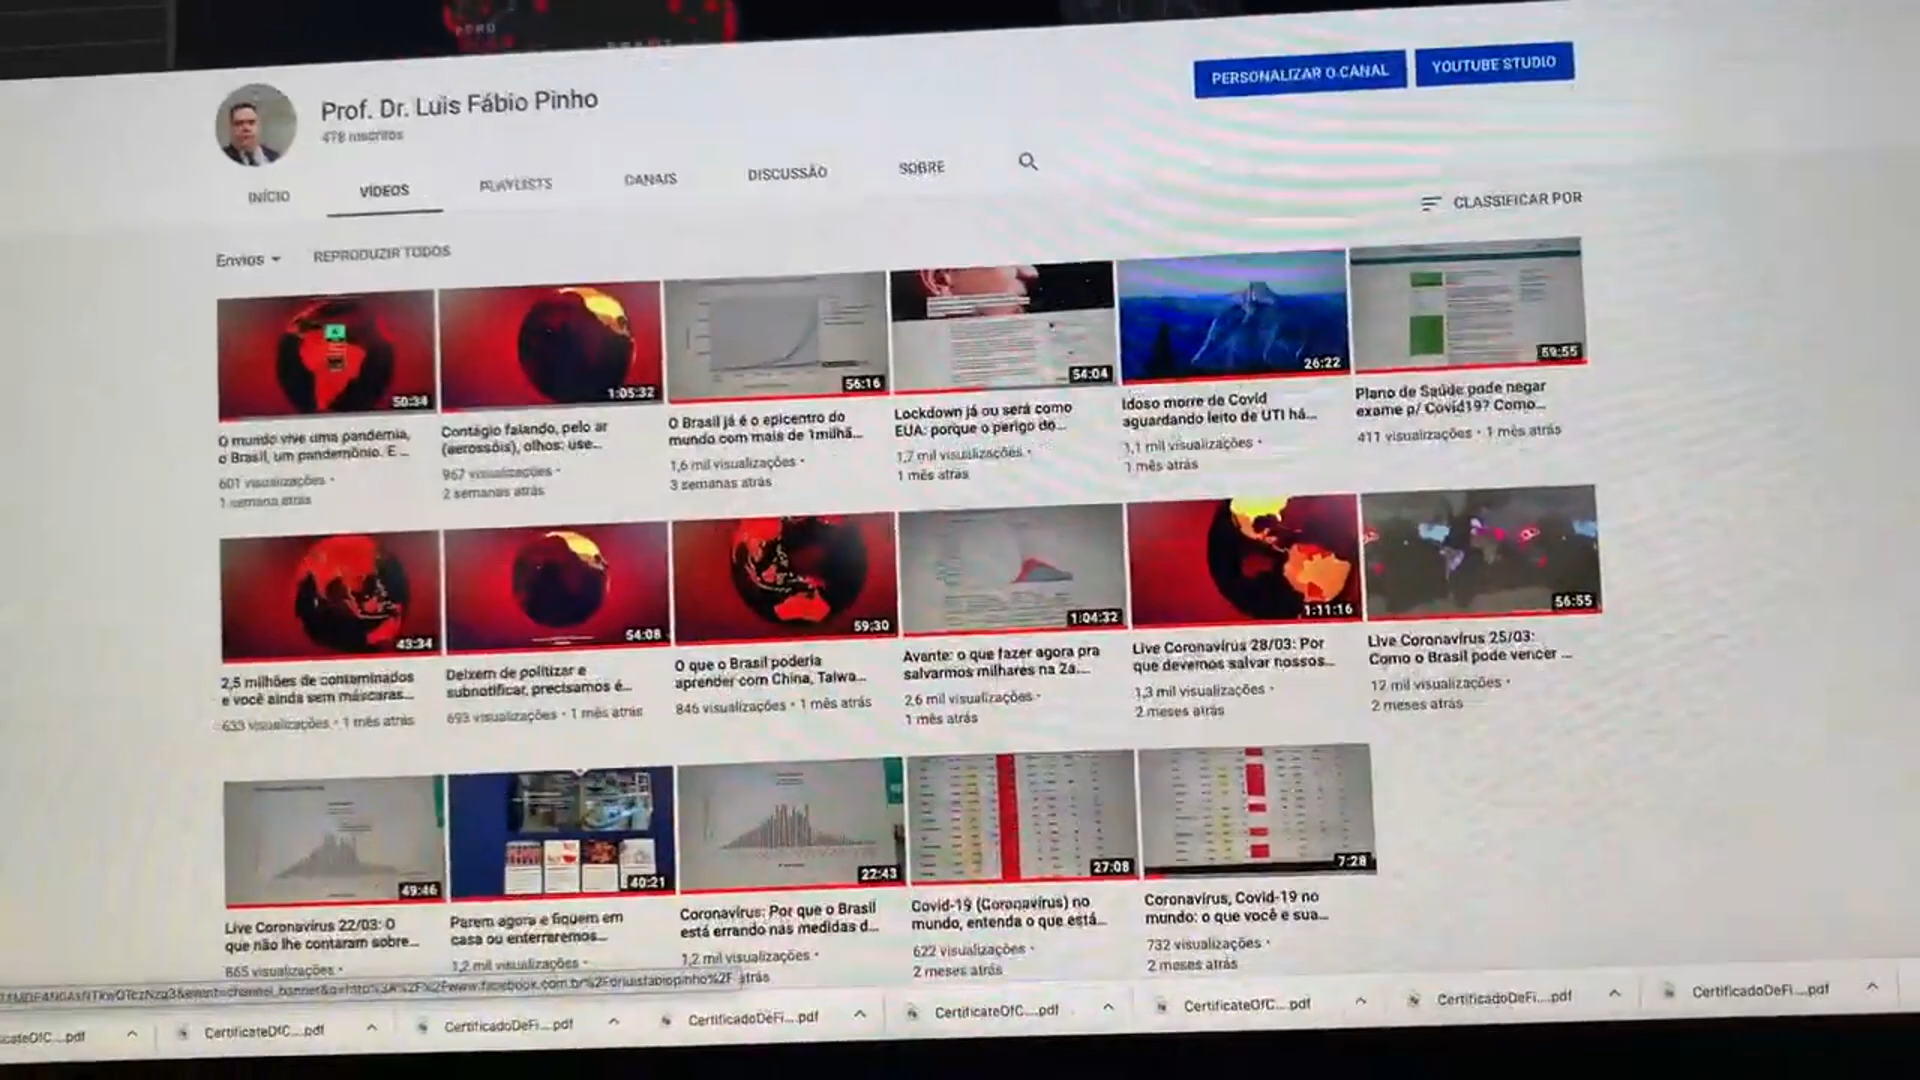 PERSONALIZAR O CANAL
YOUTUBE STUDIO
Prof. Dr. Luis Fábio Pinho
478 inscritos
INÍCIO
VÍDEOS
PLAYLISTS
CANAIS
DISCUSSÃO
SOBRE
CLASSIFICAR POR
Envios
REPRODUZIR TODOS
50:34
1:05:32
56:16
54:04
26:22
59:55
O mundo vive uma pandemia,
o Brasil, um pandemônio. E ...
601 visualizações •
1 semana atrás
Contágio falando, pelo ar
(aerossóis), olhos: use...
967 visualizações •
2 semanas atrás
O Brasil já é o epicentro do
mundo com mais de 1milhã...
1,6 mil visualizações •
3 semanas atrás
Lockdown já ou será como
EUA: porque o perigo do...
1,7 mil visualizações •
1 mês atrás
Idoso morre de Covid
aguardando leito de UTI há...
1,1 mil visualizações •
1 mês atrás
Plano de Saúde pode negar
exame p/ Covid19? Como...
411 visualizações • 1 mês atrás
43:34
54:08
59:30
1:04:32
1:11:16
56:55
2,5 milhões de contaminados
e você ainda sem máscaras...
633 visualizações • 1 mês atrás
Deixem de politizar e
subnotificar, precisamos é...
693 visualizações • 1 mês atrás
O que o Brasil poderia
aprender com China, Taiwa...
846 visualizações • 1 mês atrás
Avante: o que fazer agora pra
salvarmos milhares na 2a....
2,6 mil visualizações •
1 mês atrás
Live Coronavírus 28/03: Por
que devemos salvar nossos...
1,3 mil visualizações •
2 meses atrás
Live Coronavírus 25/03:
Como o Brasil pode vencer ...
12 mil visualizações •
2 meses atrás
49:46
40:21
22:43
27:08
7:28
Live Coronavírus 22/03: O
que não lhe contaram sobre...
865 visualizações •
Parem agora e fiquem em
casa ou enterraremos...
1,2 mil visualizações •
Coronavírus: Por que o Brasil
está errando nas medidas d...
1,2 mil visualizações •
atrás
Covid-19 (Coronavírus) no
mundo, entenda o que está...
622 visualizações •
2 meses atrás
Coronavírus, Covid-19 no
mundo: o que você e sua...
732 visualizações •
2 meses atrás
icateOfC....pdf
CertificateOfC....pdf
CertificadoDeFi....pdf
CertificadoDeFi....pdf
CertificateOfC....pdf
CertificateOfC....pdf
CertificadoDeFi....pdf
CertificadoDeFi....pdf